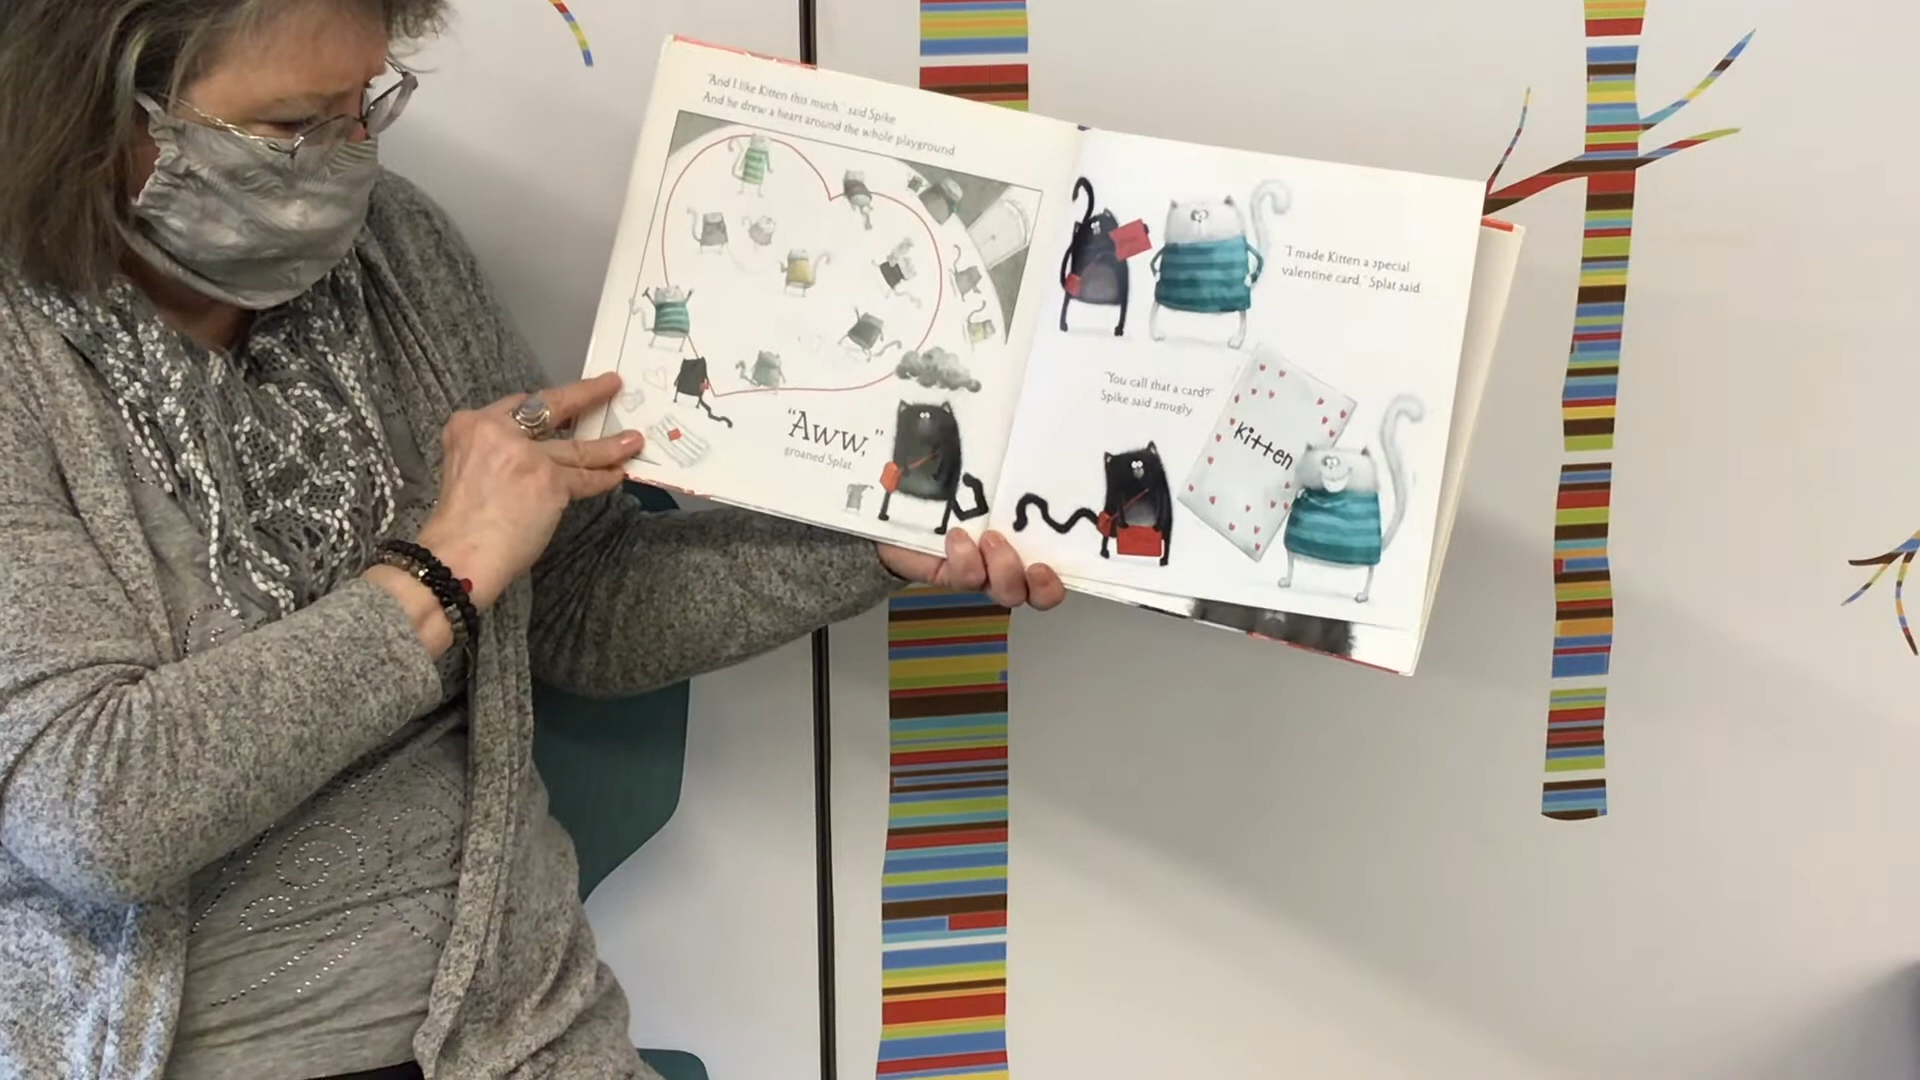 "And I like Kitten this much," said Spike.
And he drew a heart around the whole playground.
"Aww,"
groaned Splat.
"I made Kitten a special
valentine card," Splat said.
"You call that a card?"
Spike said smugly.
Kitten